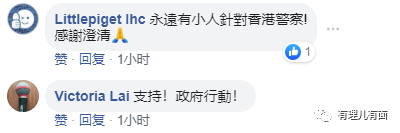 Littlepiget Ihc 永遠有小人針對香港警察!
感謝澄清🙏
1
赞 · 回复 · 1小时
Victoria Lai 支持！政府行動！
赞 · 回复 · 1小时
有理儿有面